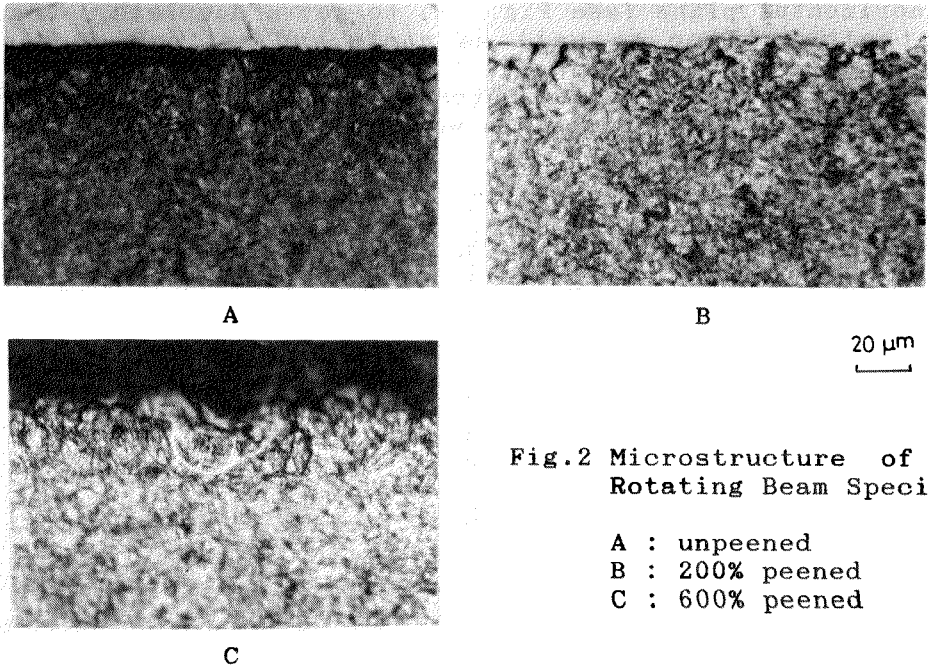 A
B
20 μm
Fig.2 Microstructure of
Rotating Beam Speci
A : unpeened
B : 200% peened
C : 600% peened
C